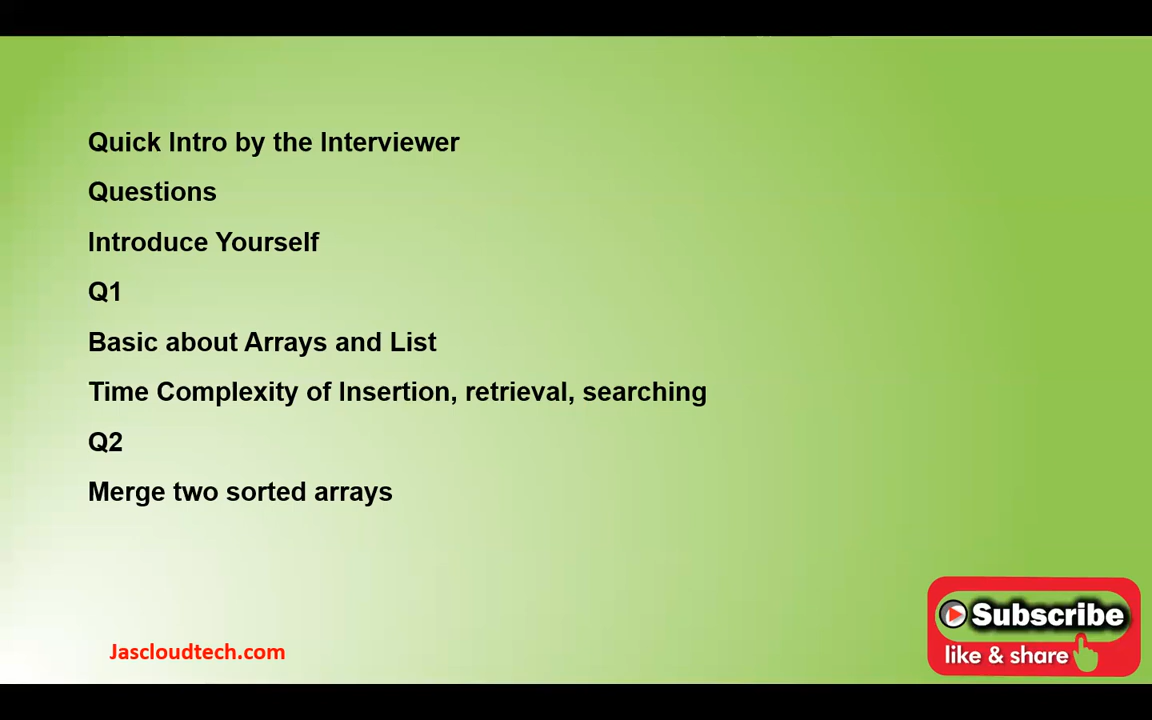 Quick Intro by the Interviewer
Questions
Introduce Yourself
Q1
Basic about Arrays and List
Time Complexity of Insertion, retrieval, searching
Q2
Merge two sorted arrays
Subscribe
like & share
Jascloudtech.com